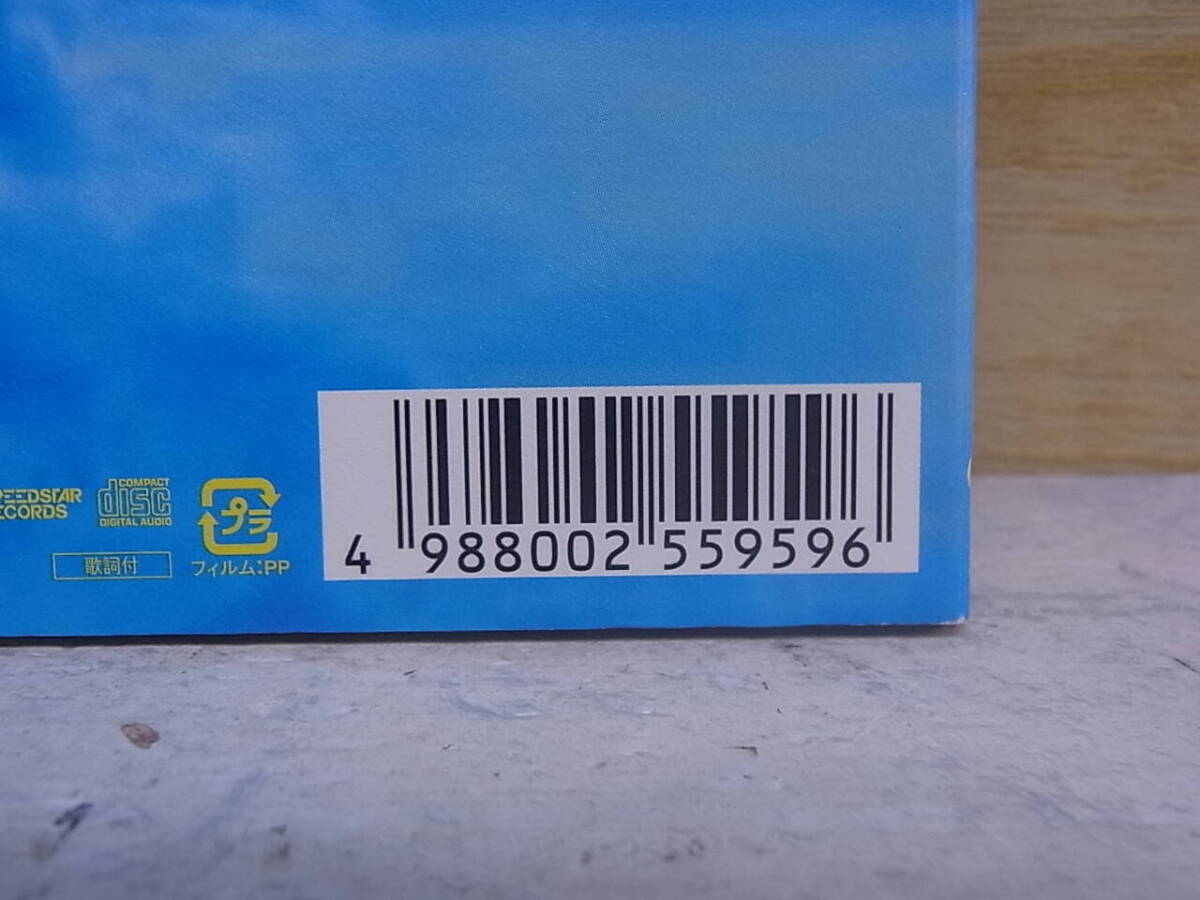 PEEDSTAR
ECORDS
COMPACT
disc
DIGITAL AUDIO
プラ
歌詞付
フィルム:PP
4 988002 559596